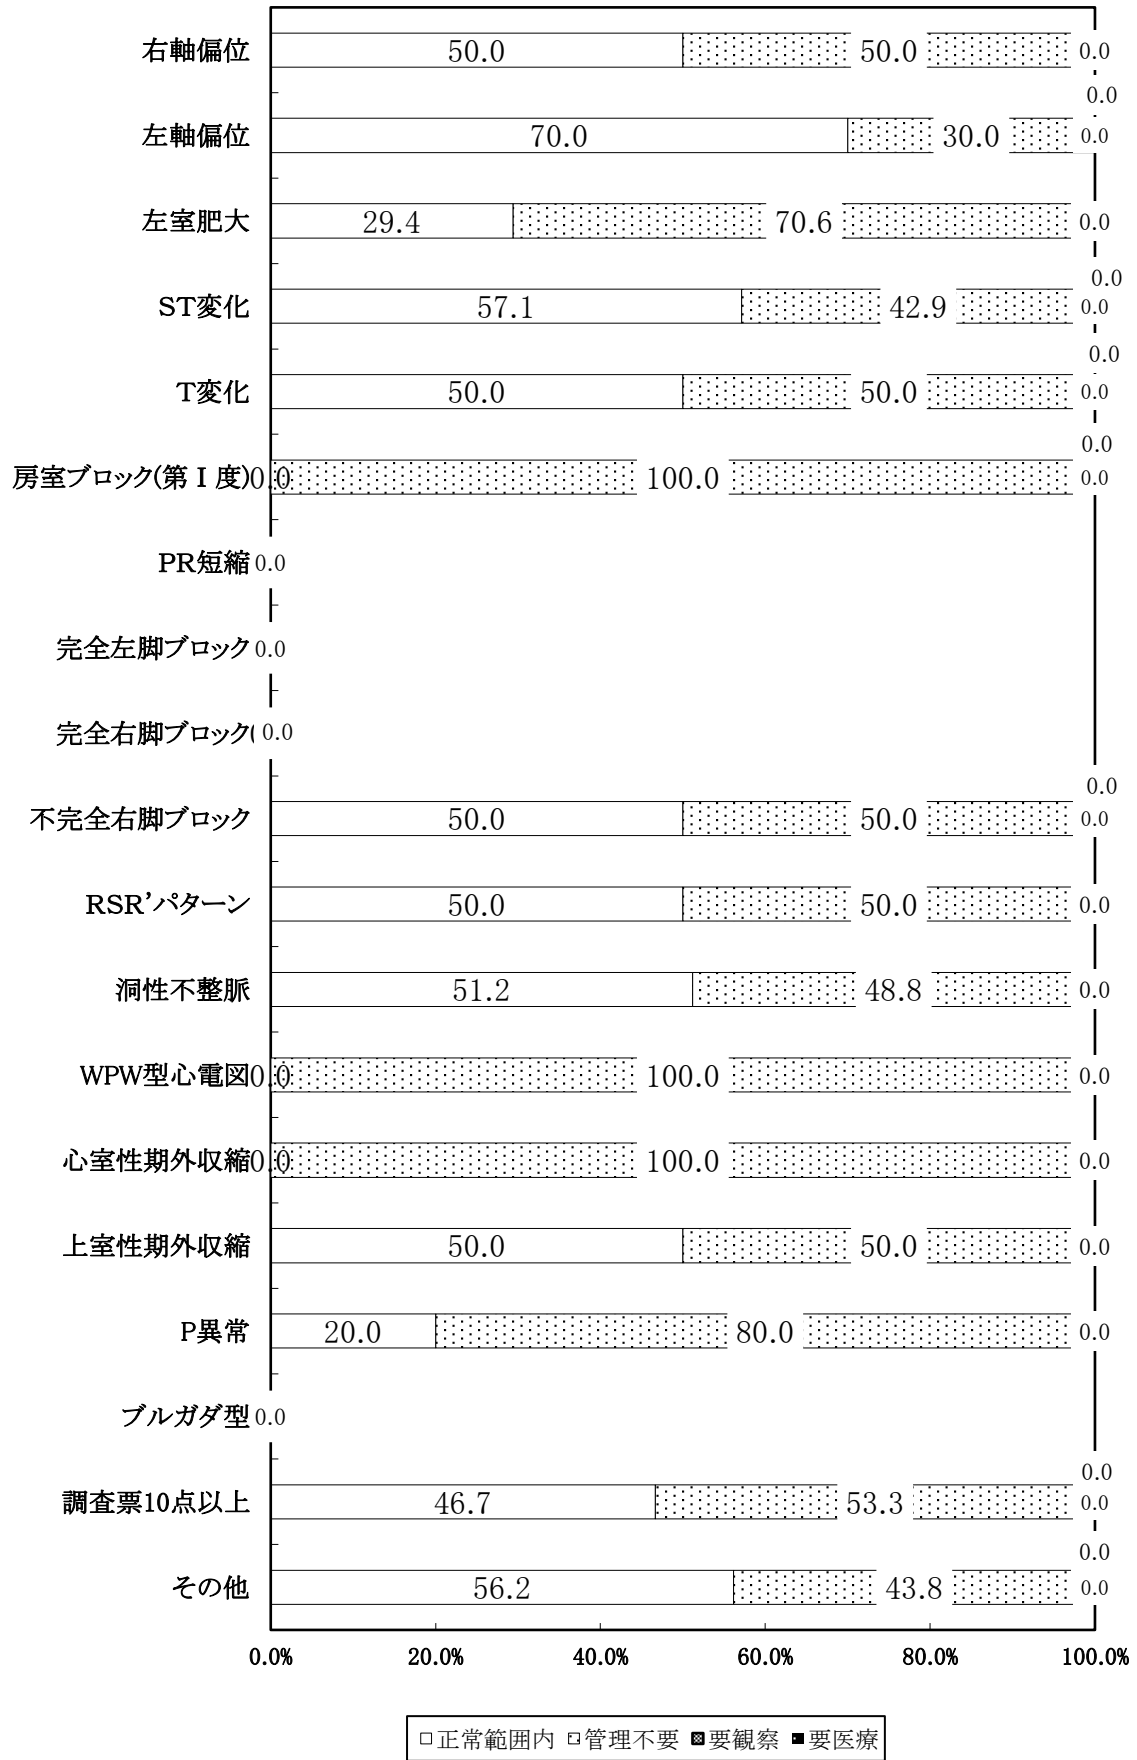 右軸偏位 50.0 50.0 0.0
0.0
左軸偏位 70.0 30.0 0.0
左室肥大 29.4 70.6 0.0
0.0
ST変化 57.1 42.9 0.0
0.0
T変化 50.0 50.0 0.0
0.0
房室ブロック(第Ⅰ度) 0.0 100.0 0.0
PR短縮 0.0
完全左脚ブロック 0.0
完全右脚ブロック( 0.0
0.0
不完全右脚ブロック 50.0 50.0 0.0
RSR’パターン 50.0 50.0 0.0
洞性不整脈 51.2 48.8 0.0
WPW型心電図 0.0 100.0 0.0
心室性期外収縮 0.0 100.0 0.0
上室性期外収縮 50.0 50.0 0.0
P異常 20.0 80.0 0.0
ブルガダ型 0.0
0.0
調査票10点以上 46.7 53.3 0.0
0.0
その他 56.2 43.8 0.0
0.0% 20.0% 40.0% 60.0% 80.0% 100.0%
正常範囲内 管理不要 要観察 要医療